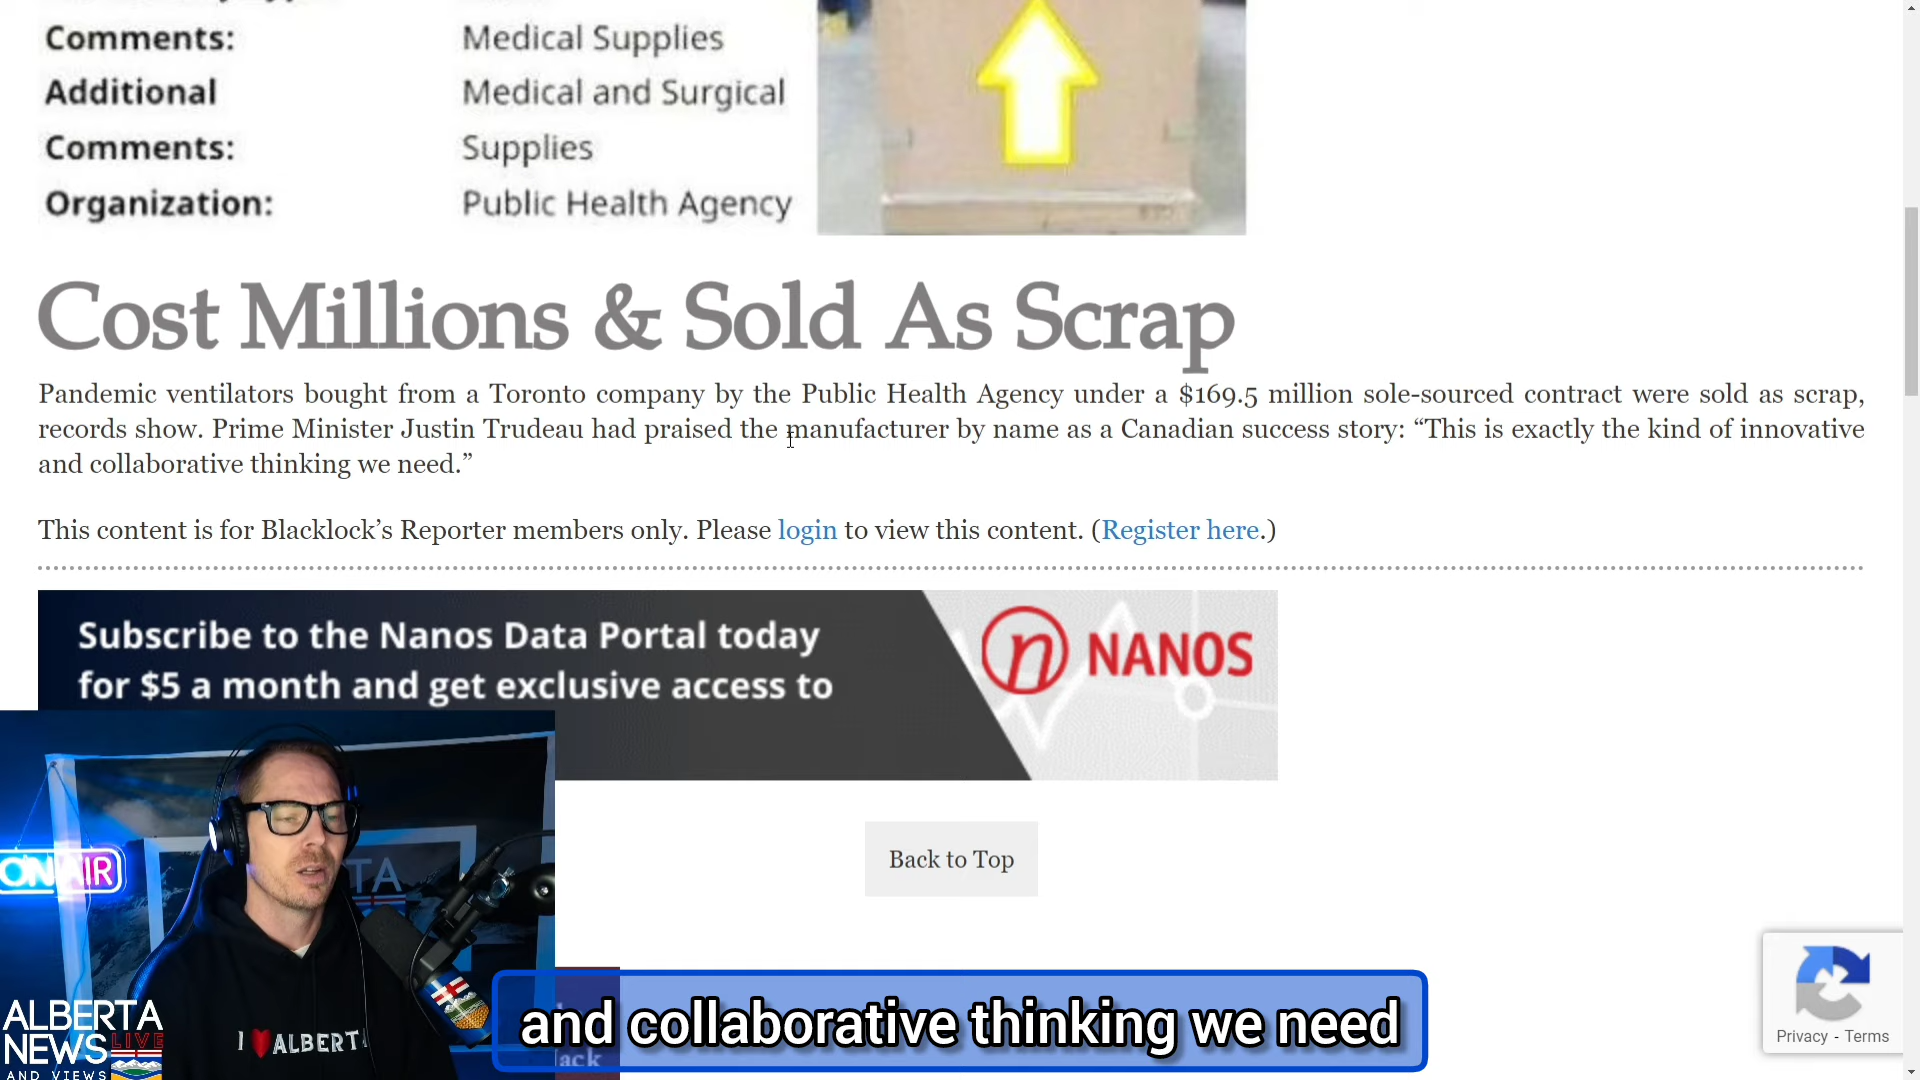 Comments:
Medical Supplies
Additional
Medical and Surgical
Comments:
Supplies
Organization:
Public Health Agency
Cost Millions & Sold As Scrap
Pandemic ventilators bought from a Toronto company by the Public Health Agency under a $169.5 million sole-sourced contract were sold as scrap,
records show. Prime Minister Justin Trudeau had praised the manufacturer by name as a Canadian success story: “This is exactly the kind of innovative
and collaborative thinking we need.”
This content is for Blacklock’s Reporter members only. Please login to view this content. (Register here.)
Subscribe to the Nanos Data Portal today
for $5 a month and get exclusive access to
n NANOS
Back to Top
ON AIR
TA
I ALBERT
ALBERTA
NEWS LIVE
AND VIEWS
and collaborative thinking we need
Privacy - Terms